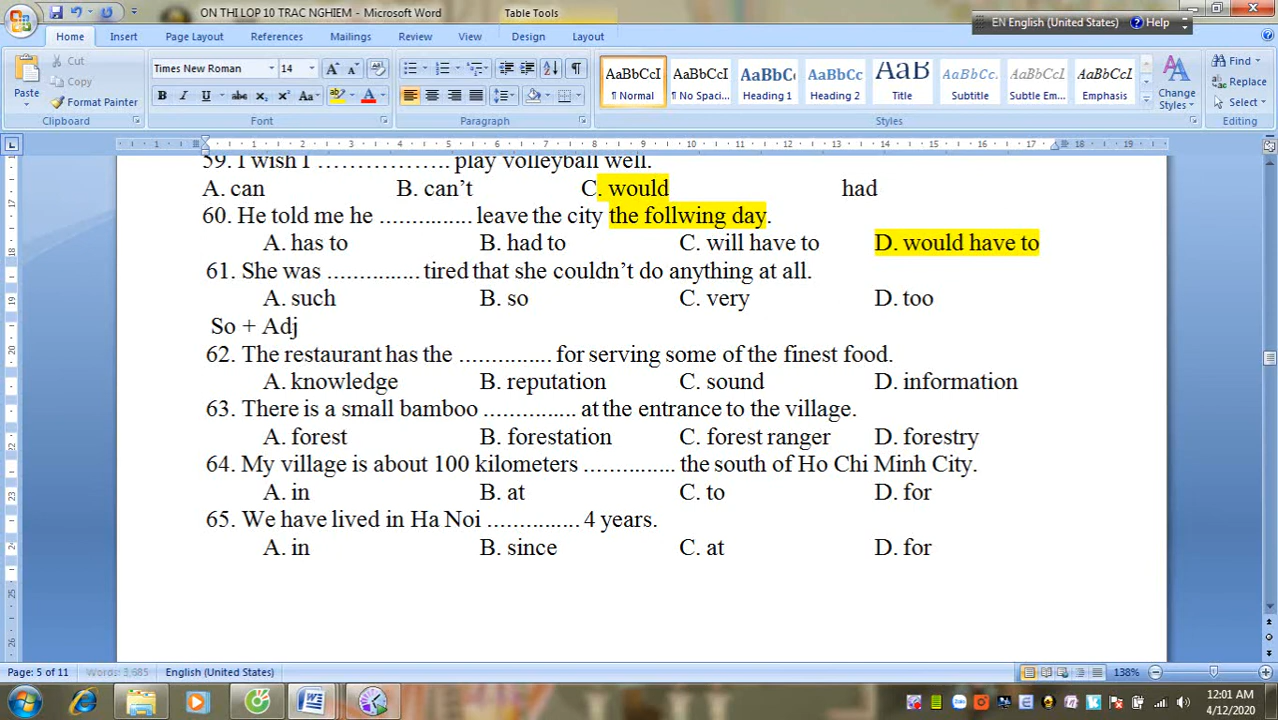 ON THI LOP 10 TRAC NGHIEM - Microsoft Word
Table Tools
EN English (United States)
Help
Home Insert Page Layout References Mailings Review View Design Layout
Cut
Copy
Format Painter
Paste
Clipboard
Times New Roman 14
Font
Paragraph
AaBbCcI AaBbCcI AaBbCc AaBbCc AaB AaBbCcI AaBbCcI AaBbCcI
¶ Normal ¶ No Spaci... Heading 1 Heading 2 Title Subtitle Subtle Em... Emphasis
Change Styles
Styles
Find
Replace
Select
Editing
59. I wish I ……………….. play volleyball well.
A. can B. can’t C. would had
60. He told me he ............... leave the city the follwing day.
A. has to B. had to C. will have to D. would have to
61. She was ............... tired that she couldn’t do anything at all.
A. such B. so C. very D. too
So + Adj
62. The restaurant has the ............... for serving some of the finest food.
A. knowledge B. reputation C. sound D. information
63. There is a small bamboo ............... at the entrance to the village.
A. forest B. forestation C. forest ranger D. forestry
64. My village is about 100 kilometers ............... the south of Ho Chi Minh City.
A. in B. at C. to D. for
65. We have lived in Ha Noi ............... 4 years.
A. in B. since C. at D. for
Page: 5 of 11 Words: 3,685 English (United States) 138%
12:01 AM
4/12/2020